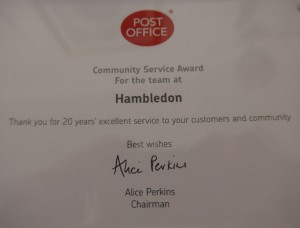 POST
OFFICE
Community Service Award
For the team at
Hambledon
Thank you for 20 years' excellent service to your customers and community
Best wishes
Alice Perkins
Alice Perkins
Chairman